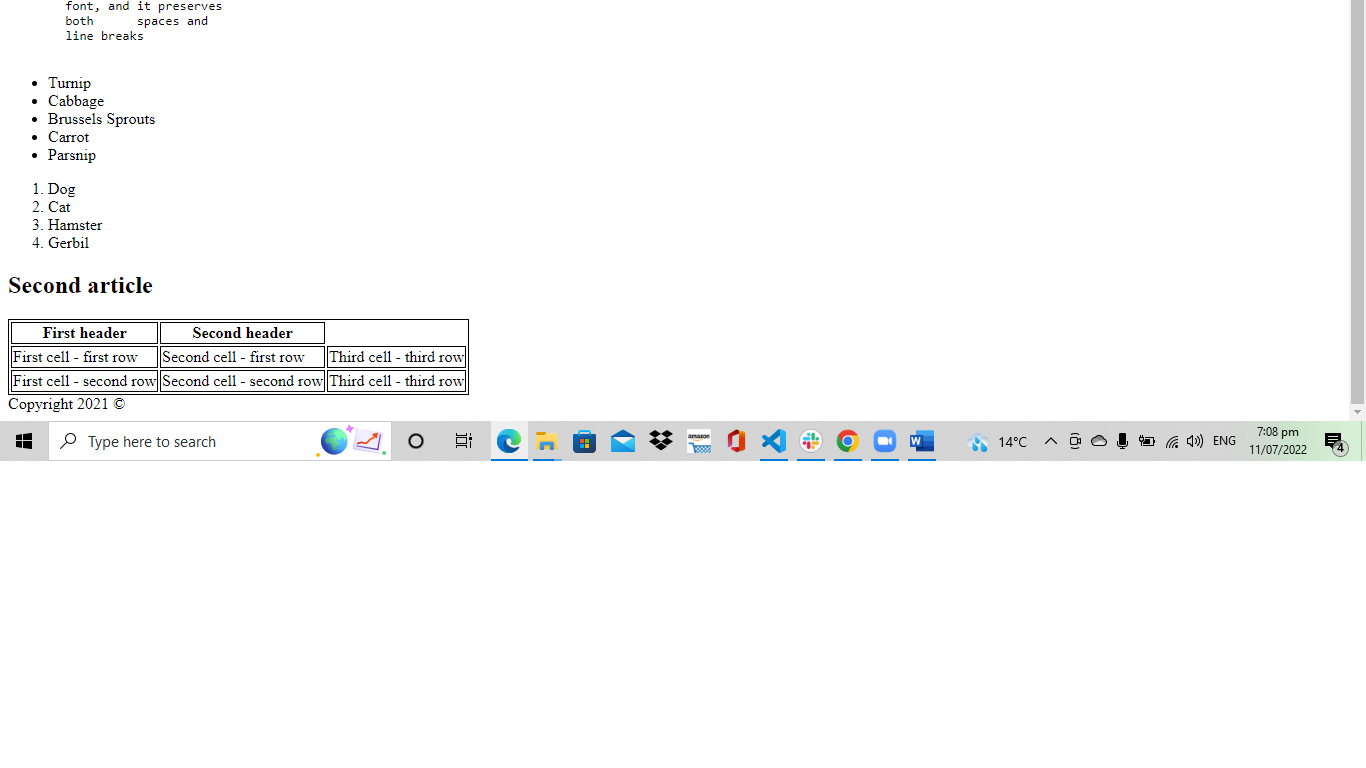 font, and it preserves
both      spaces and
line breaks
• Turnip
• Cabbage
• Brussels Sprouts
• Carrot
• Parsnip
1. Dog
2. Cat
3. Hamster
4. Gerbil
Second article
First header Second header
First cell - first row Second cell - first row Third cell - third row
First cell - second row Second cell - second row Third cell - third row
Copyright 2021 ©
Type here to search amazon W 14°C ENG 7:08 pm 4
11/07/2022